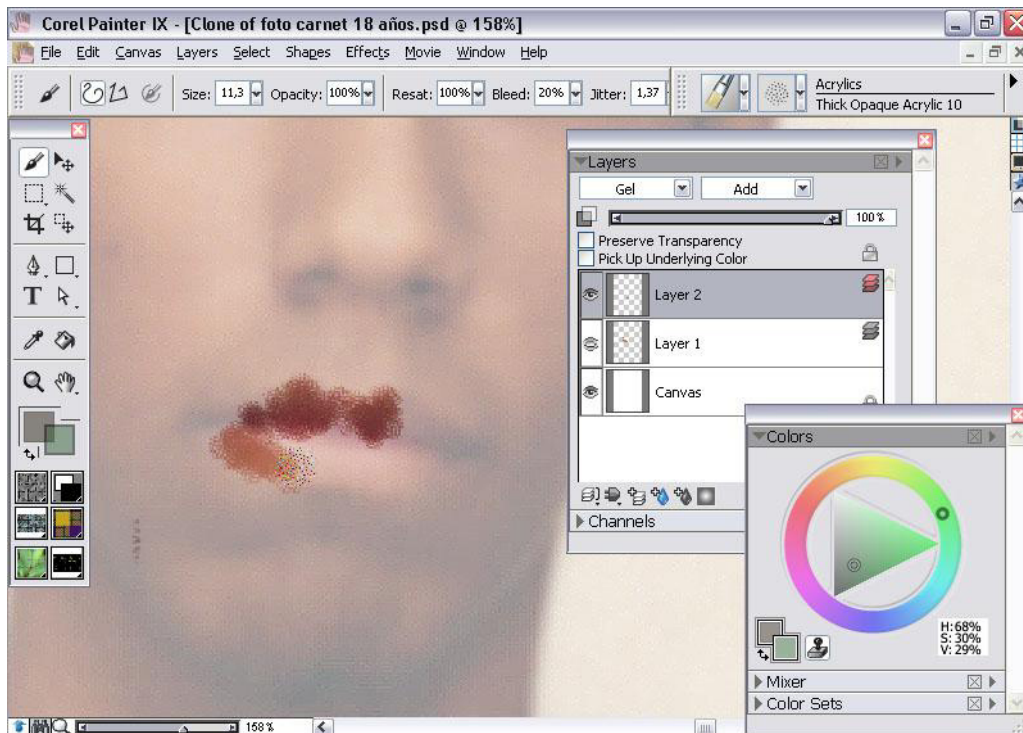 Corel Painter IX - [Clone of foto carnet 18 años.psd @ 158%]
File Edit Canvas Layers Select Shapes Effects Movie Window Help
Size: 11,3 Opacity: 100% Resat: 100% Bleed: 20% Jitter: 1,37
Acrylics
Thick Opaque Acrylic 10
Layers
Gel Add
100 %
Preserve Transparency
Pick Up Underlying Color
Layer 2
Layer 1
Canvas
Channels
T
Colors
H:68%
S: 30%
V: 29%
Mixer
Color Sets
158 %